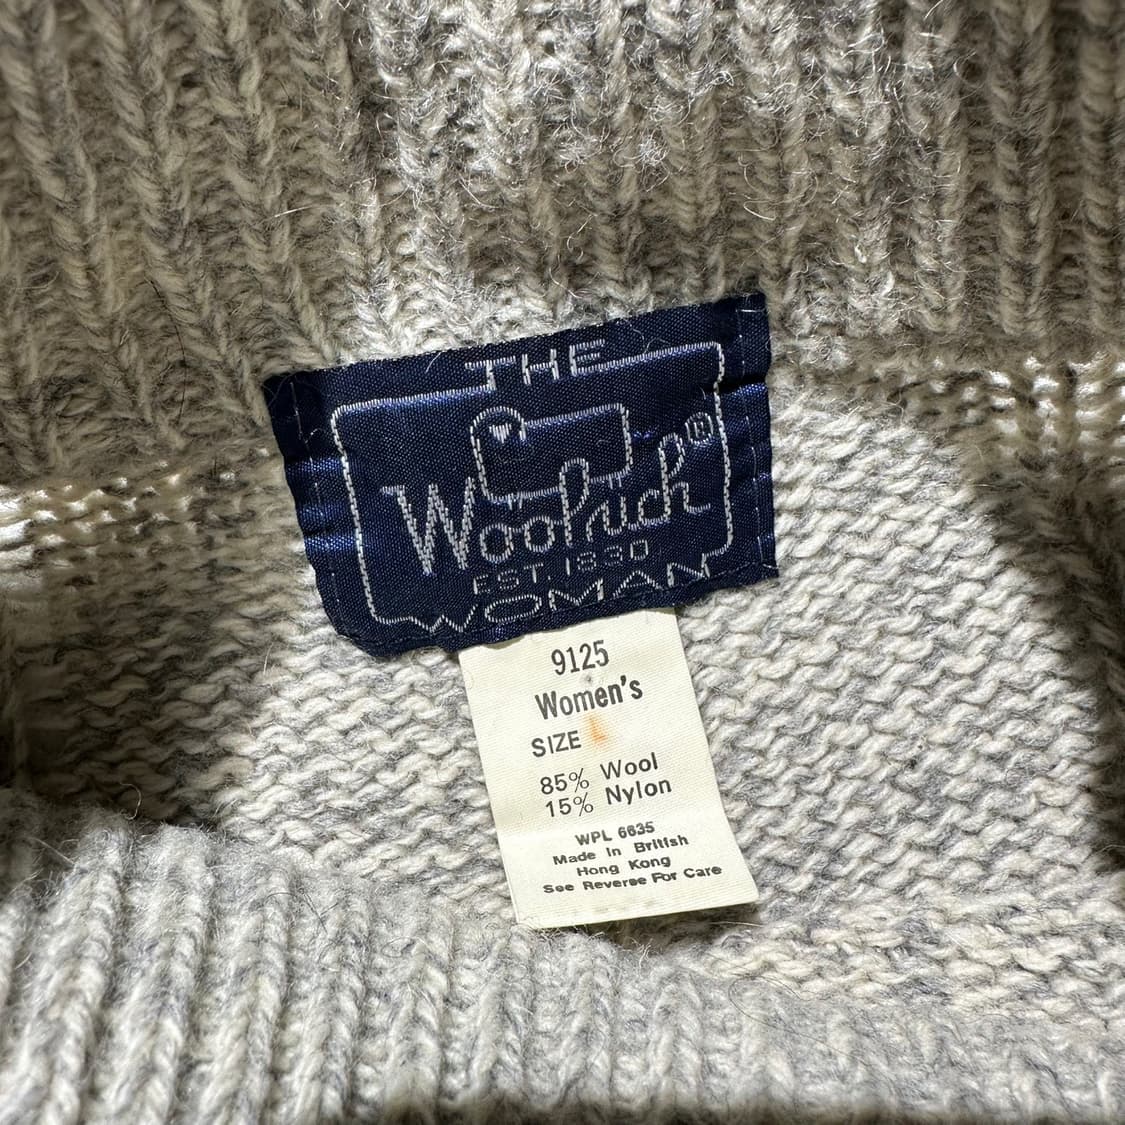 THE
Woolrich®
EST. 1830
WOMAN
9125
Women's
SIZE L
85% Wool
15% Nylon
WPL 6635
Made In British
Hong Kong
See Reverse For Care